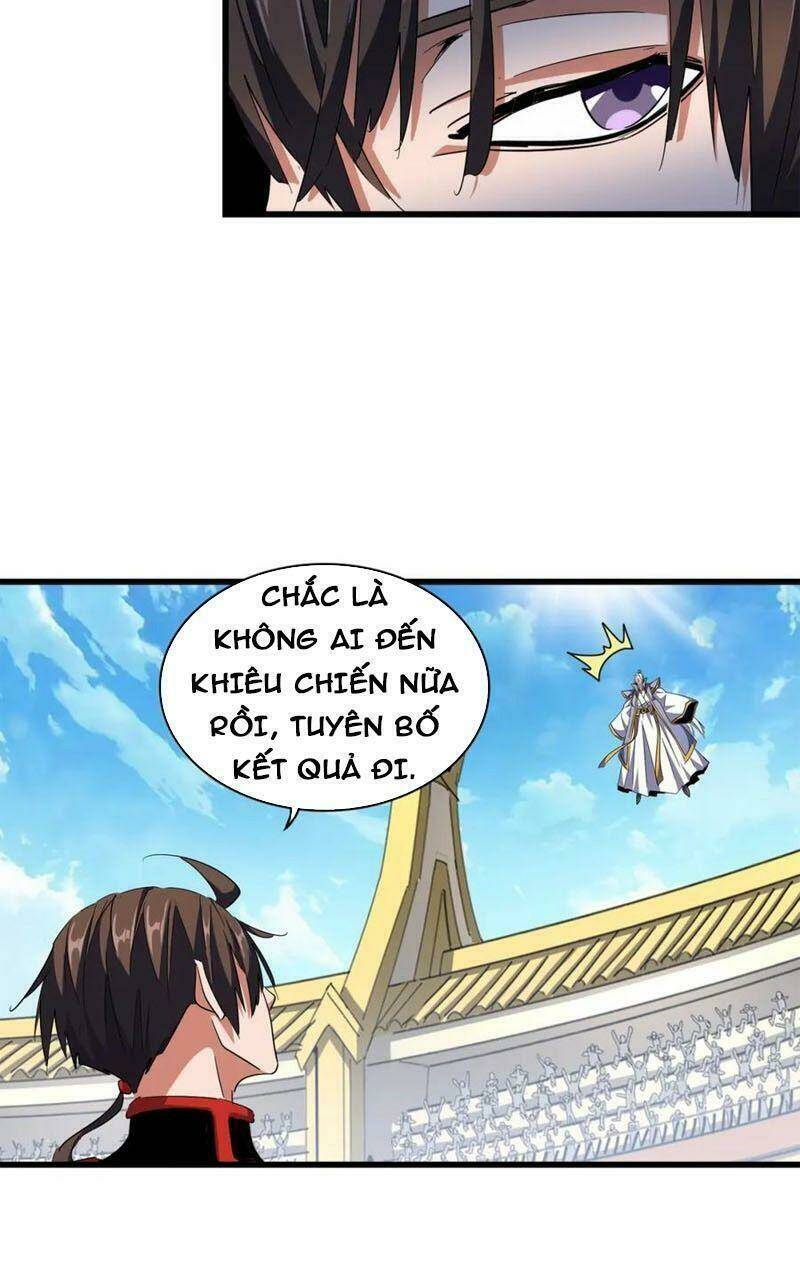 CHẮC LÀ
KHÔNG AI ĐẾN
KHIÊU CHIẾN NỮA
RỒI, TUYÊN BỐ
KẾT QUẢ ĐI.